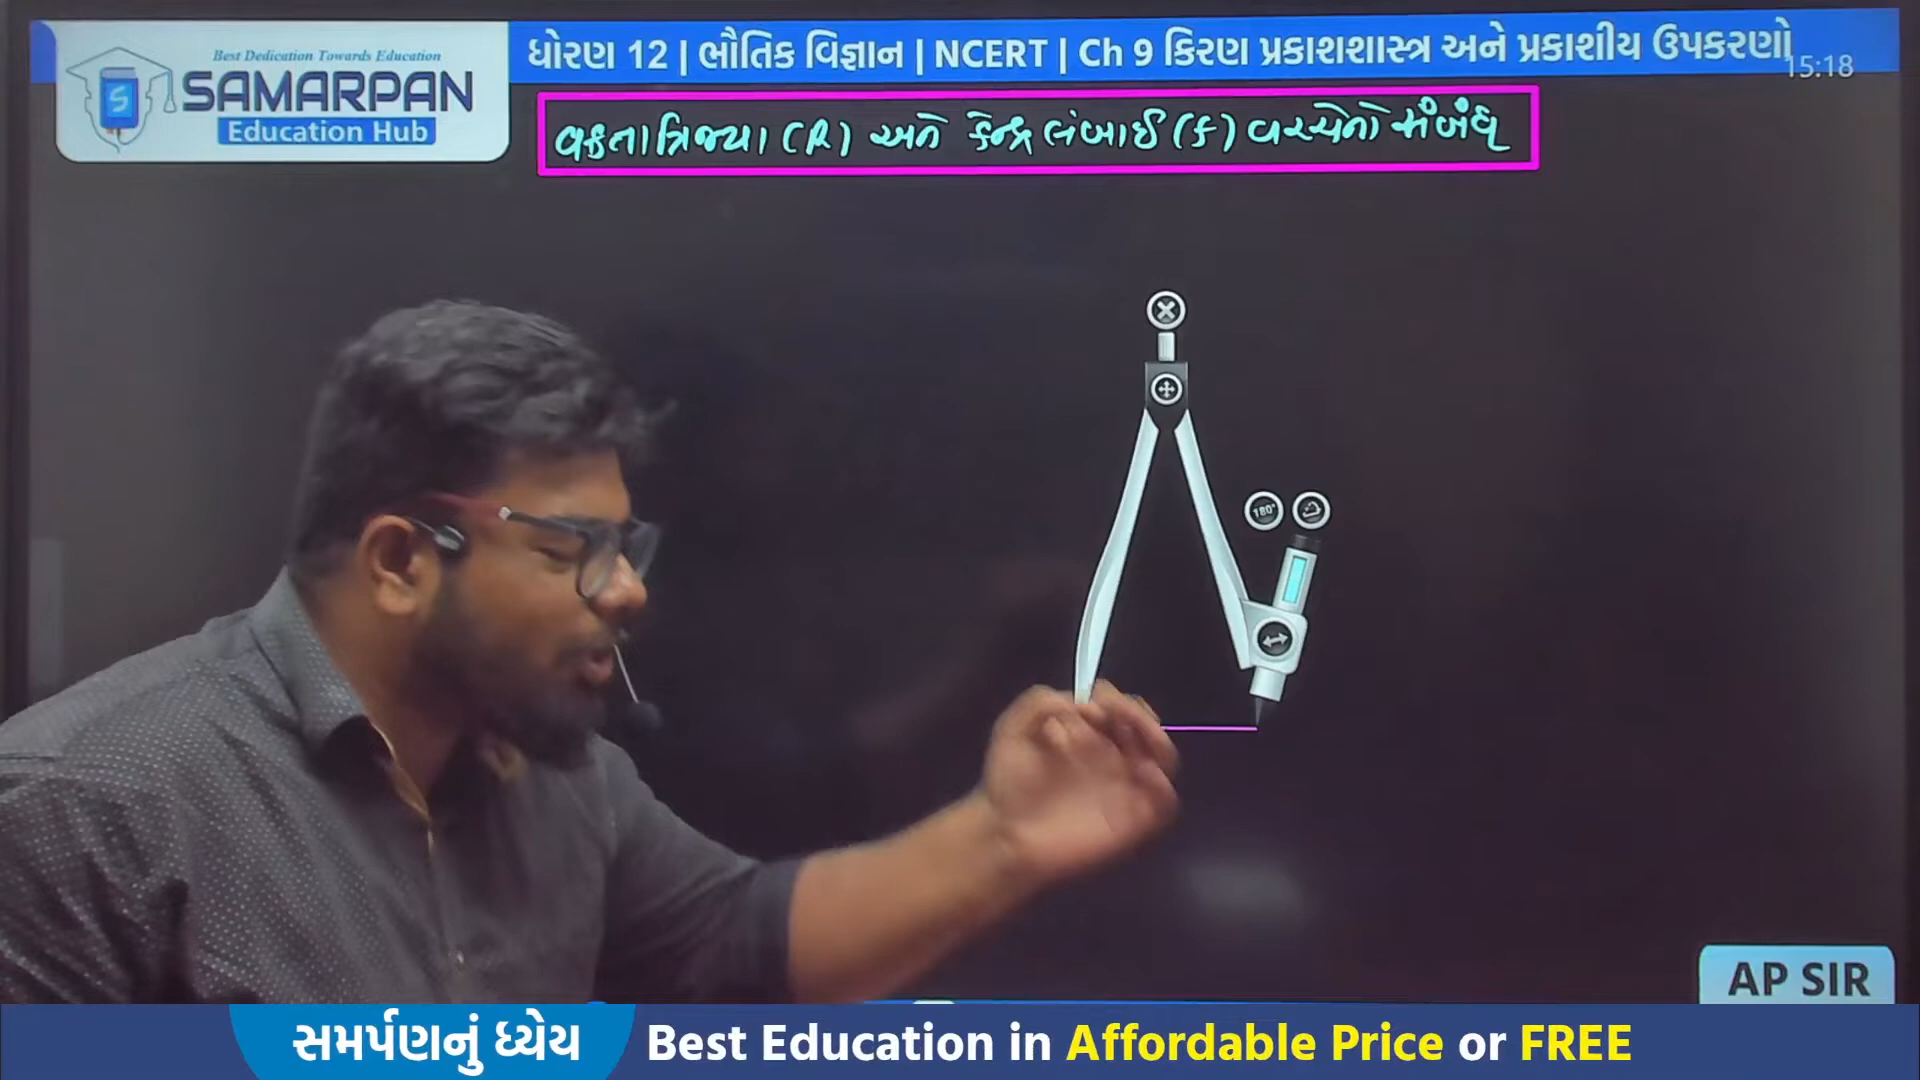 Best Dedication Towards Education
SAMARPAN
Education Hub
S
ધોરણ 12 | ભૌતિક વિજ્ઞાન | NCERT | Ch 9 કિરણ પ્રકાશશાસ્ત્ર અને પ્રકાશીય ઉપકરણો
15:18
વક્રતાત્રિજ્યા (R) અને કેન્દ્રલંબાઈ (f) વચ્ચેનો સંબંધ
180°
AP SIR
સમર્પણનું ધ્યેય
Best Education in Affordable Price or FREE